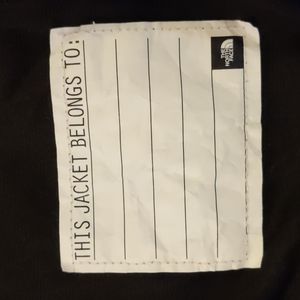 THIS JACKET BELONGS TO:
THE
NORTH
FACE